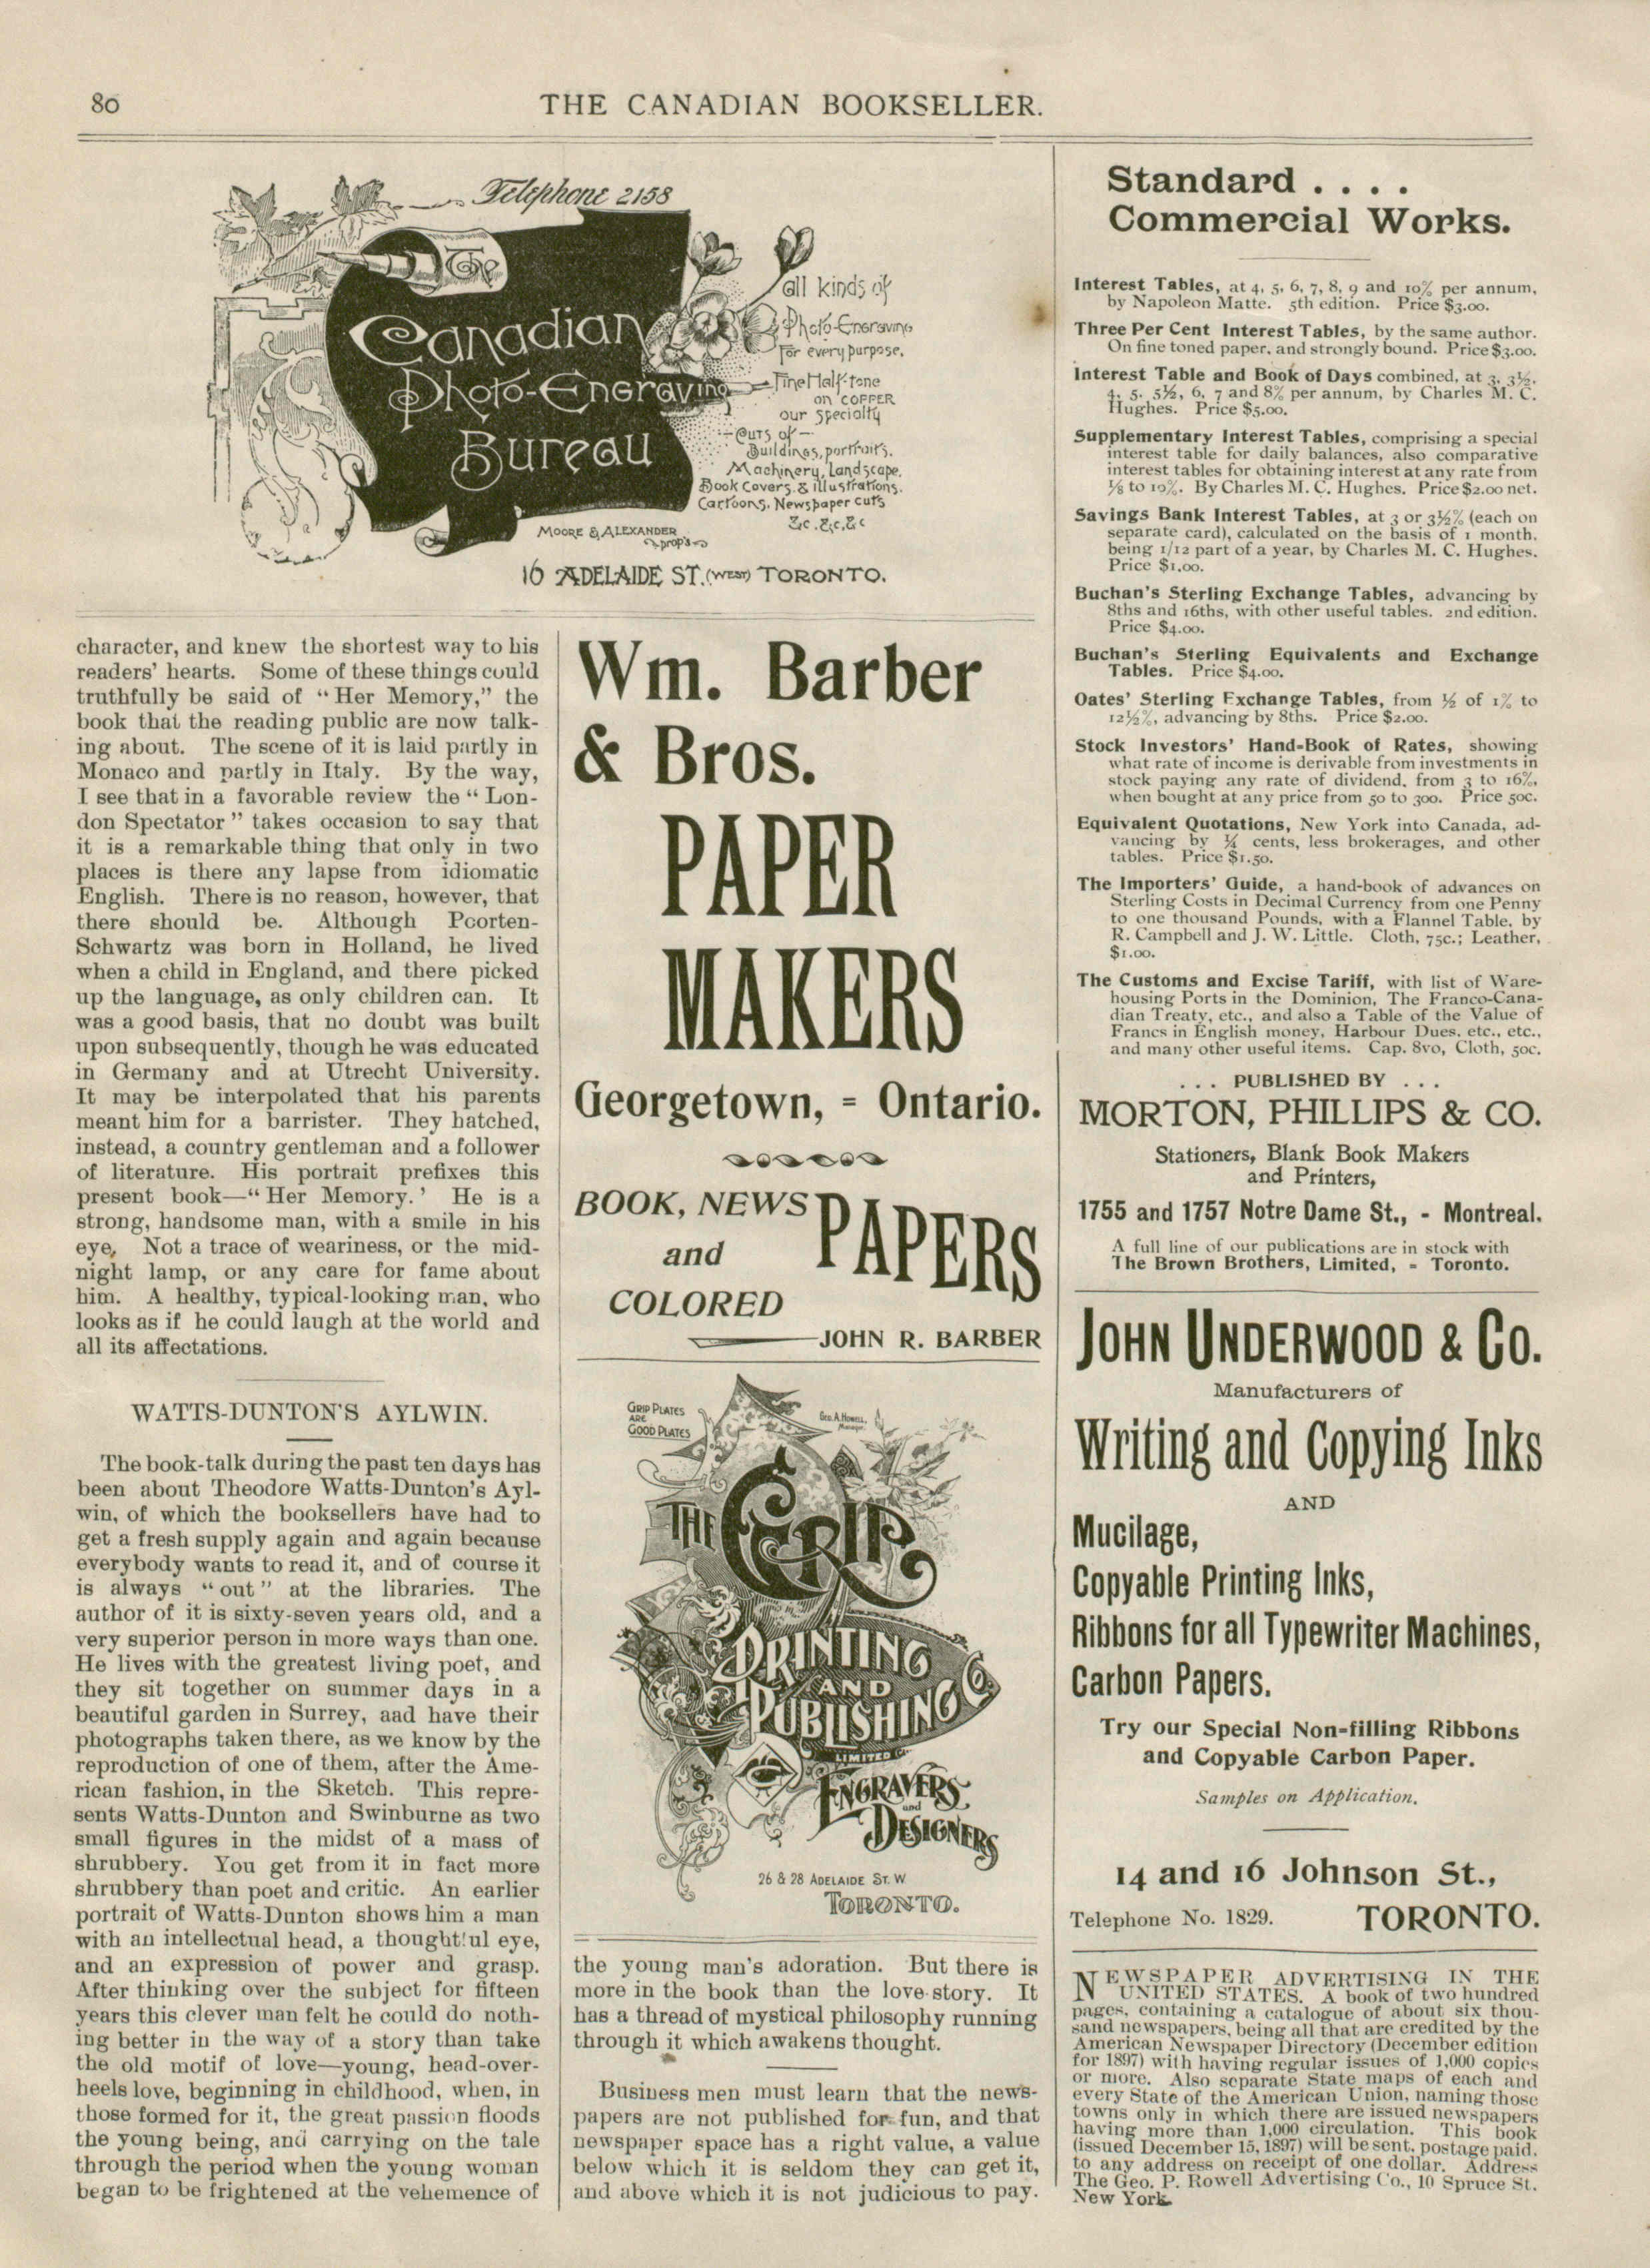 80
THE CANADIAN BOOKSELLER.
Telephone 2158
The
Canadian
Photo-Engraving
Bureau
All kinds of
Photo-Engraving
For every purpose.
Fine Half-tone
on COPPER
our specialty
Cuts of
Buildings, portraits.
Machinery, Landscape.
Book Covers. & illustrations.
Cartoons. Newspaper cuts
&c. &c, &c
MOORE & ALEXANDER
prop's
16 ADELAIDE ST. (WEST) TORONTO.
character, and knew the shortest way to his
readers' hearts. Some of these things could
truthfully be said of "Her Memory," the
book that the reading public are now talk-
ing about. The scene of it is laid partly in
Monaco and partly in Italy. By the way,
I see that in a favorable review the "Lon-
don Spectator" takes occasion to say that
it is a remarkable thing that only in two
places is there any lapse from idiomatic
English. There is no reason, however, that
there should be. Although Poorten-
Schwartz was born in Holland, he lived
when a child in England, and there picked
up the language, as only children can. It
was a good basis, that no doubt was built
upon subsequently, though he was educated
in Germany and at Utrecht University.
It may be interpolated that his parents
meant him for a barrister. They hatched,
instead, a country gentleman and a follower
of literature. His portrait prefixes this
present book—"Her Memory.' He is a
strong, handsome man, with a smile in his
eye. Not a trace of weariness, or the mid-
night lamp, or any care for fame about
him. A healthy, typical-looking man, who
looks as if he could laugh at the world and
all its affectations.
WATTS-DUNTON'S AYLWIN.
The book-talk during the past ten days has
been about Theodore Watts-Dunton's Ayl-
win, of which the booksellers have had to
get a fresh supply again and again because
everybody wants to read it, and of course it
is always "out" at the libraries. The
author of it is sixty-seven years old, and a
very superior person in more ways than one.
He lives with the greatest living poet, and
they sit together on summer days in a
beautiful garden in Surrey, aad have their
photographs taken there, as we know by the
reproduction of one of them, after the Ame-
rican fashion, in the Sketch. This repre-
sents Watts-Dunton and Swinburne as two
small figures in the midst of a mass of
shrubbery. You get from it in fact more
shrubbery than poet and critic. An earlier
portrait of Watts-Dunton shows him a man
with an intellectual head, a thoughtful eye,
and an expression of power and grasp.
After thinking over the subject for fifteen
years this clever man felt he could do noth-
ing better in the way of a story than take
the old motif of love—young, head-over-
heels love, beginning in childhood, when, in
those formed for it, the great passion floods
the young being, and carrying on the tale
through the period when the young woman
began to be frightened at the vehemence of
Wm. Barber
& Bros.
PAPER
MAKERS
Georgetown, = Ontario.
BOOK, NEWS
and
COLORED
PAPERS
JOHN R. BARBER
GRIP PLATES
ARE
GOOD PLATES
GEO. A. HOWELL,
Manager.
THE GRIP
PRINTING
AND
PUBLISHING Co.
LIMITED
ENGRAVERS
and
DESIGNERS
26 & 28 ADELAIDE ST. W
TORONTO.
the young man's adoration. But there is
more in the book than the love story. It
has a thread of mystical philosophy running
through it which awakens thought.
Business men must learn that the news-
papers are not published for fun, and that
newspaper space has a right value, a value
below which it is seldom they can get it,
and above which it is not judicious to pay.
Standard . . . .
Commercial Works.
Interest Tables, at 4, 5, 6, 7, 8, 9 and 10% per annum,
by Napoleon Matte. 5th edition. Price $3.00.
Three Per Cent Interest Tables, by the same author.
On fine toned paper, and strongly bound. Price $3.00.
Interest Table and Book of Days combined, at 3, 3½,
4, 5, 5½, 6, 7 and 8% per annum, by Charles M. C.
Hughes. Price $5.00.
Supplementary Interest Tables, comprising a special
interest table for daily balances, also comparative
interest tables for obtaining interest at any rate from
⅛ to 10%. By Charles M. C. Hughes. Price $2.00 net.
Savings Bank Interest Tables, at 3 or 3½% (each on
separate card), calculated on the basis of 1 month,
being 1/12 part of a year, by Charles M. C. Hughes.
Price $1.00.
Buchan's Sterling Exchange Tables, advancing by
8ths and 16ths, with other useful tables. 2nd edition.
Price $4.00.
Buchan's Sterling Equivalents and Exchange
Tables. Price $4.00.
Oates' Sterling Exchange Tables, from ½ of 1% to
12½%, advancing by 8ths. Price $2.00.
Stock Investors' Hand-Book of Rates, showing
what rate of income is derivable from investments in
stock paying any rate of dividend, from 3 to 16%,
when bought at any price from 50 to 300. Price 50c.
Equivalent Quotations, New York into Canada, ad-
vancing by ¼ cents, less brokerages, and other
tables. Price $1.50.
The Importers' Guide, a hand-book of advances on
Sterling Costs in Decimal Currency from one Penny
to one thousand Pounds, with a Flannel Table, by
R. Campbell and J. W. Little. Cloth, 75c.; Leather,
$1.00.
The Customs and Excise Tariff, with list of Ware-
housing Ports in the Dominion, The Franco-Cana-
dian Treaty, etc., and also a Table of the Value of
Francs in English money, Harbour Dues, etc., etc.,
and many other useful items. Cap. 8vo, Cloth, 50c.
. . . PUBLISHED BY . . .
MORTON, PHILLIPS & CO.
Stationers, Blank Book Makers
and Printers,
1755 and 1757 Notre Dame St., - Montreal.
A full line of our publications are in stock with
The Brown Brothers, Limited, - Toronto.
JOHN UNDERWOOD & CO.
Manufacturers of
Writing and Copying Inks
AND
Mucilage,
Copyable Printing Inks,
Ribbons for all Typewriter Machines,
Carbon Papers.
Try our Special Non-filling Ribbons
and Copyable Carbon Paper.
Samples on Application.
14 and 16 Johnson St.,
Telephone No. 1829. TORONTO.
NEWSPAPER ADVERTISING IN THE
UNITED STATES. A book of two hundred
pages, containing a catalogue of about six thou-
sand newspapers, being all that are credited by the
American Newspaper Directory (December edition
for 1897) with having regular issues of 1,000 copies
or more. Also separate State maps of each and
every State of the American Union, naming those
towns only in which there are issued newspapers
having more than 1,000 circulation. This book
(issued December 15, 1897) will be sent, postage paid,
to any address on receipt of one dollar. Address
The Geo. P. Rowell Advertising Co., 10 Spruce St.
New York.